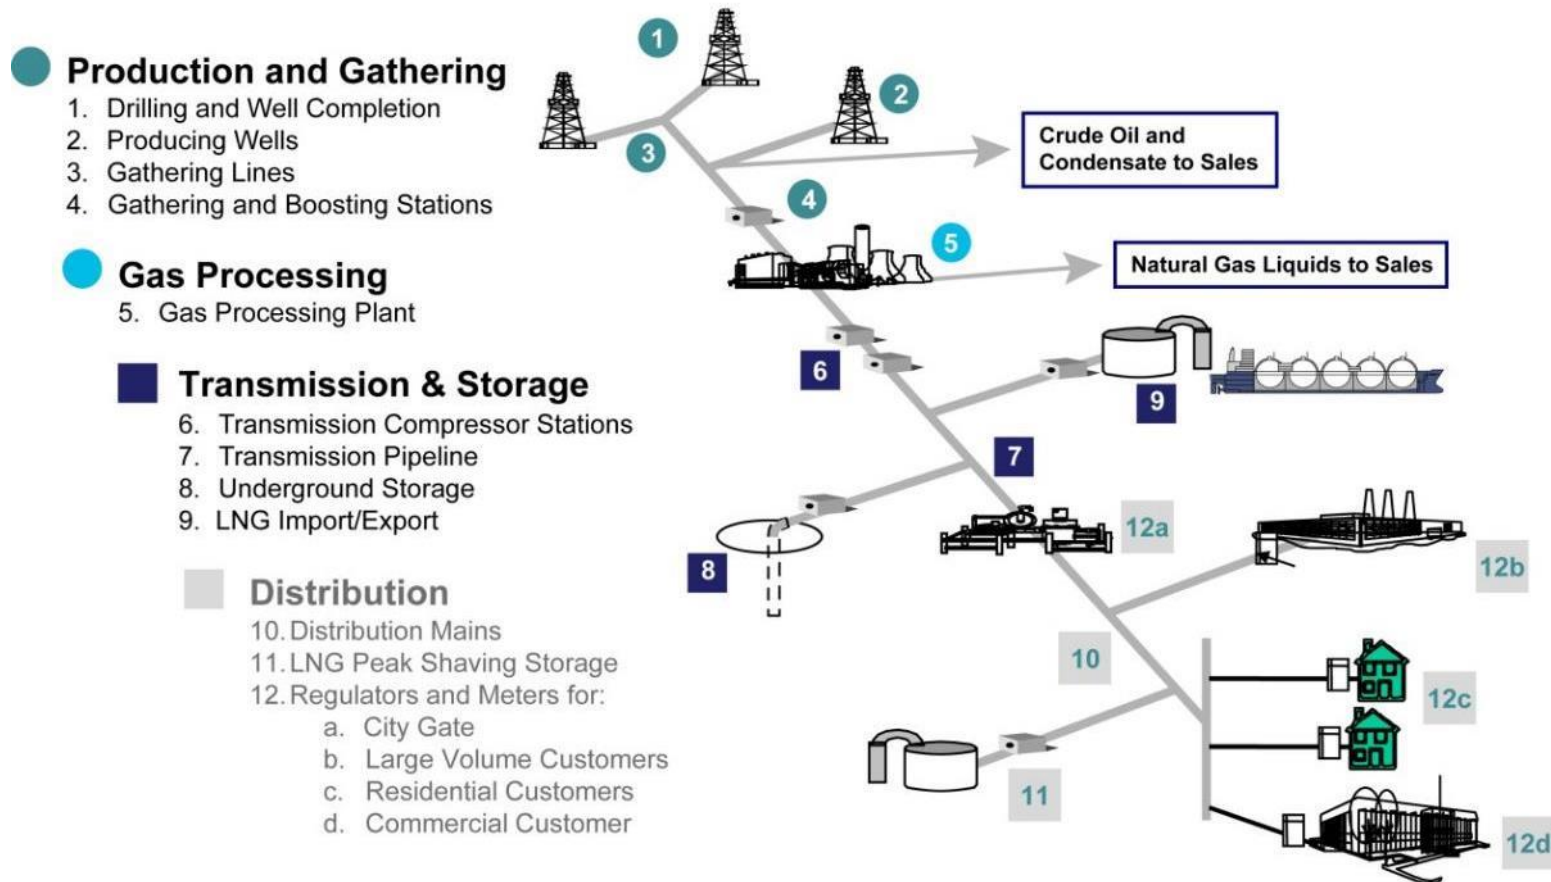 Production and Gathering
1. Drilling and Well Completion
2. Producing Wells
3. Gathering Lines
4. Gathering and Boosting Stations
Gas Processing
5. Gas Processing Plant
Transmission & Storage
6. Transmission Compressor Stations
7. Transmission Pipeline
8. Underground Storage
9. LNG Import/Export
Distribution
10. Distribution Mains
11. LNG Peak Shaving Storage
12. Regulators and Meters for:
a. City Gate
b. Large Volume Customers
c. Residential Customers
d. Commercial Customer
1
2
3
Crude Oil and
Condensate to Sales
4
5
Natural Gas Liquids to Sales
6
9
7
12a
8
12b
10
12c
11
12d